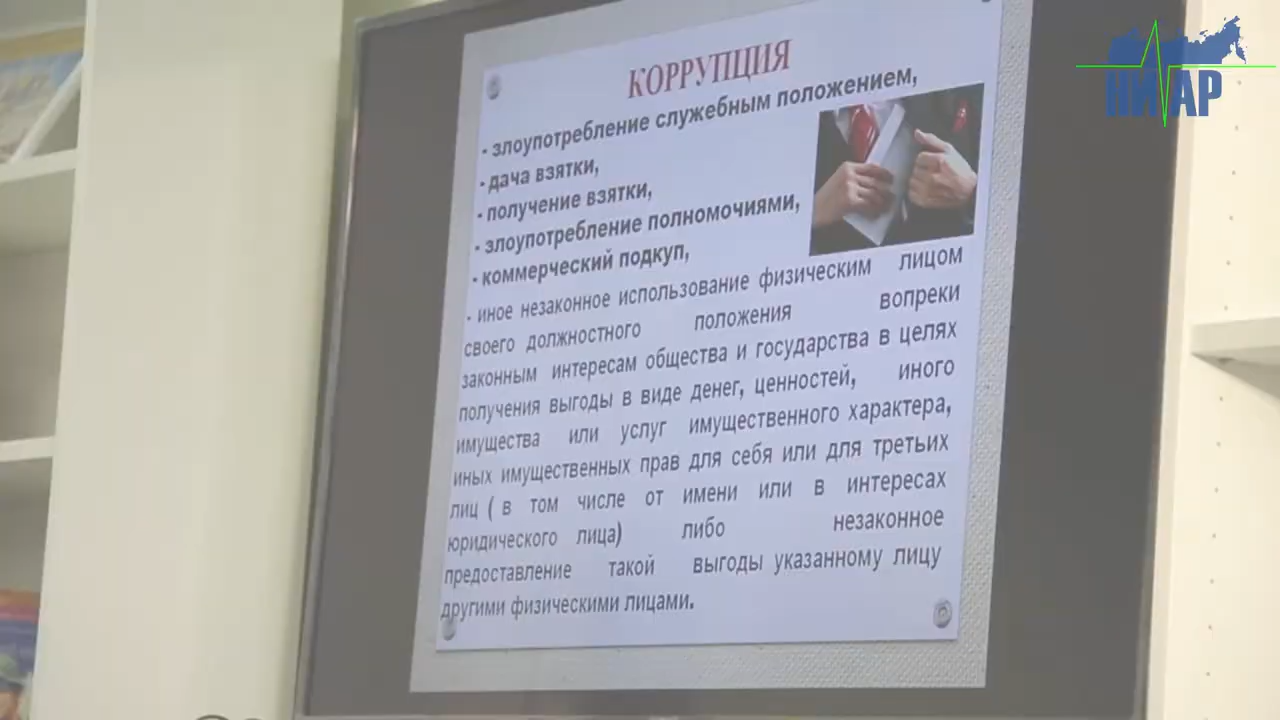 КОРРУПЦИЯ
- злоупотребление служебным положением,
- дача взятки,
- получение взятки,
- злоупотребление полномочиями,
- коммерческий подкуп,
- иное незаконное использование физическим лицом
своего должностного положения вопреки
законным интересам общества и государства в целях
получения выгоды в виде денег, ценностей, иного
имущества или услуг имущественного характера,
иных имущественных прав для себя или для третьих
лиц ( в том числе от имени или в интересах
юридического лица) либо незаконное
предоставление такой выгоды указанному лицу
другими физическими лицами.